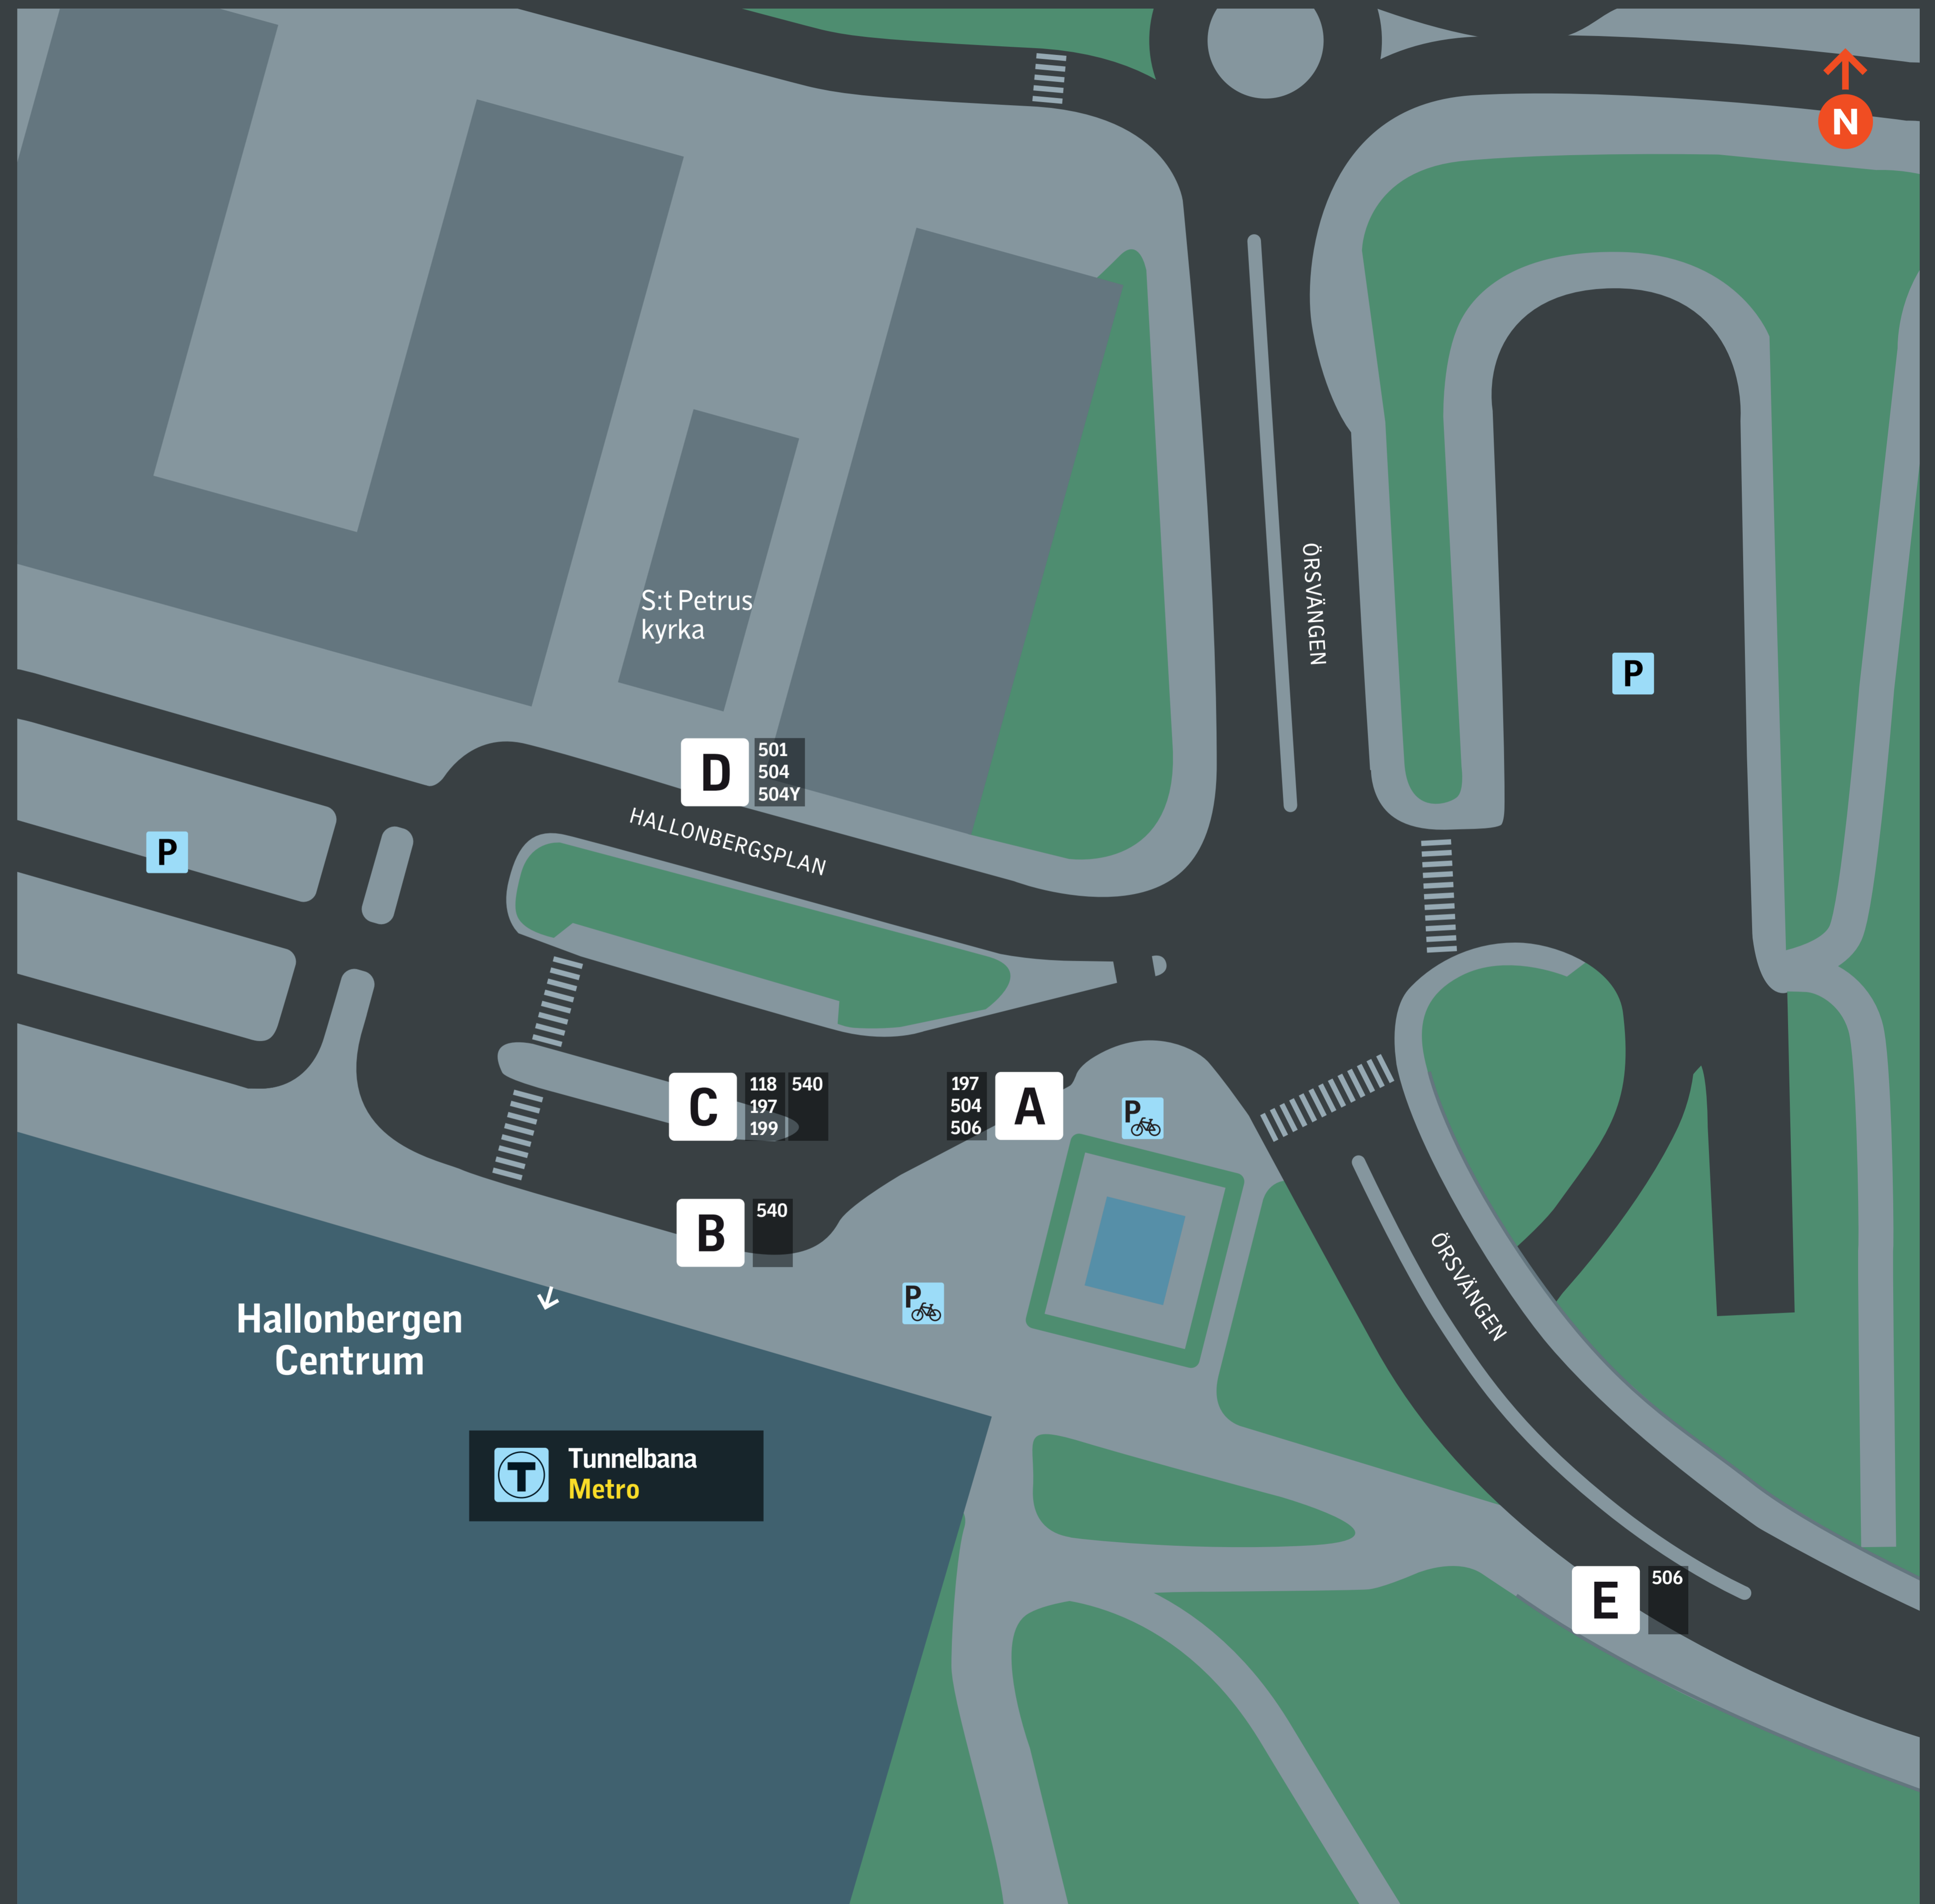 N
ÖRSVÄNGEN
S:t Petrus
kyrka
P
D
501
504
504Y
HALLONBERGSPLAN
P
C
118 540
197
199
197
504
506
A
P
B
540
ÖRSVÄNGEN
P
Hallonbergen
Centrum
T
Tunnelbana
Metro
E
506